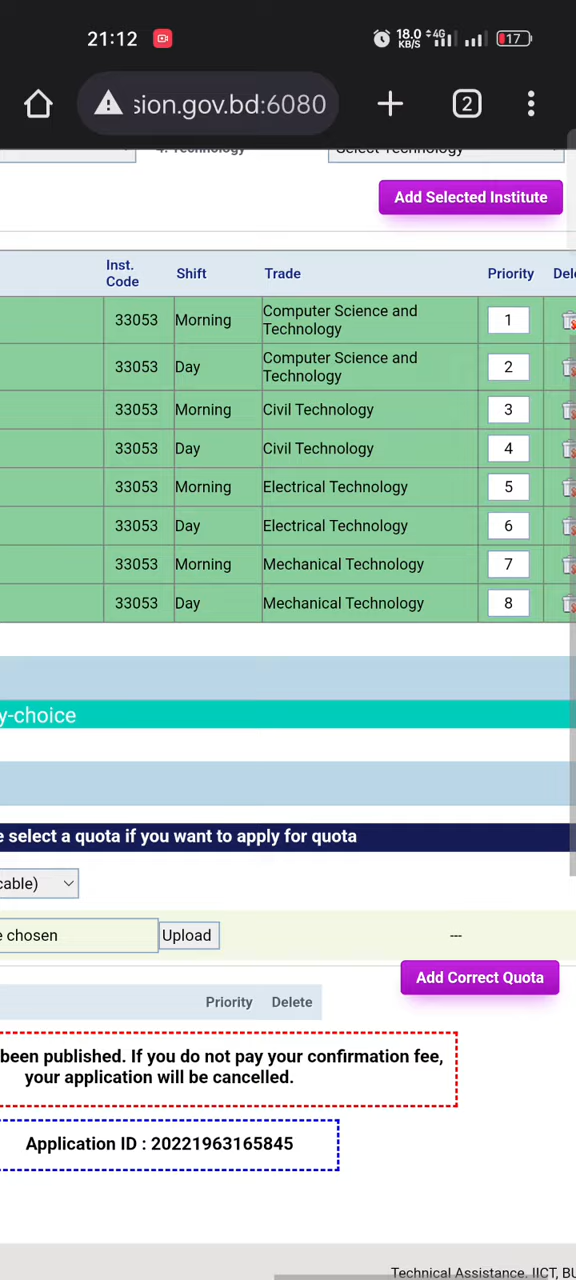 21:12 18.0 KB/S 4G 17
sion.gov.bd:6080 2
4. Technology Select Technology
Add Selected Institute
Inst. Code Shift Trade Priority Dele
33053 Morning Computer Science and Technology 1
33053 Day Computer Science and Technology 2
33053 Morning Civil Technology 3
33053 Day Civil Technology 4
33053 Morning Electrical Technology 5
33053 Day Electrical Technology 6
33053 Morning Mechanical Technology 7
33053 Day Mechanical Technology 8
y-choice
e select a quota if you want to apply for quota
cable)
e chosen Upload ---
Add Correct Quota
Priority Delete
been published. If you do not pay your confirmation fee,
your application will be cancelled.
Application ID : 20221963165845
Technical Assistance. IICT, BU